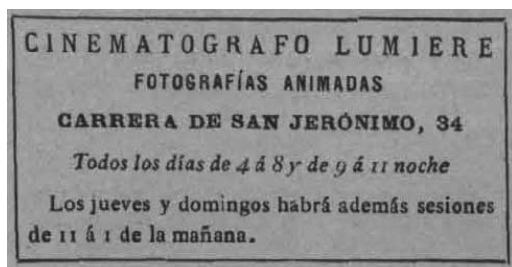 CINEMATOGRAFO LUMIERE
FOTOGRAFÍAS ANIMADAS
CARRERA DE SAN JERÓNIMO, 34
Todos los días de 4 á 8 y de 9 á 11 noche
Los jueves y domingos habrá además sesiones
de 11 á 1 de la mañana.